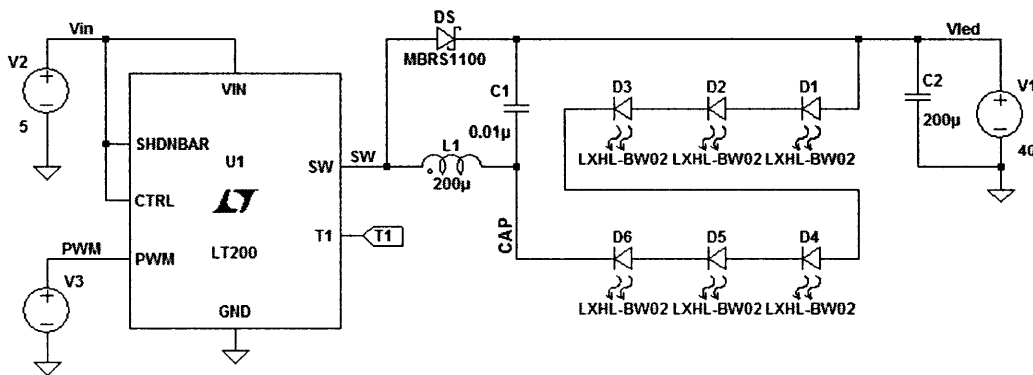 Vin
DS
MBRS1100
Vled
V2
5
VIN
SHDNBAR
U1
CTRL
LT200
PWM
GND
SW
T1
SW
T1
PWM
V3
L1
200µ
C1
0.01µ
CAP
D3
D2
D1
LXHL-BW02 LXHL-BW02 LXHL-BW02
D6
D5
D4
LXHL-BW02 LXHL-BW02 LXHL-BW02
C2
200µ
V1
40